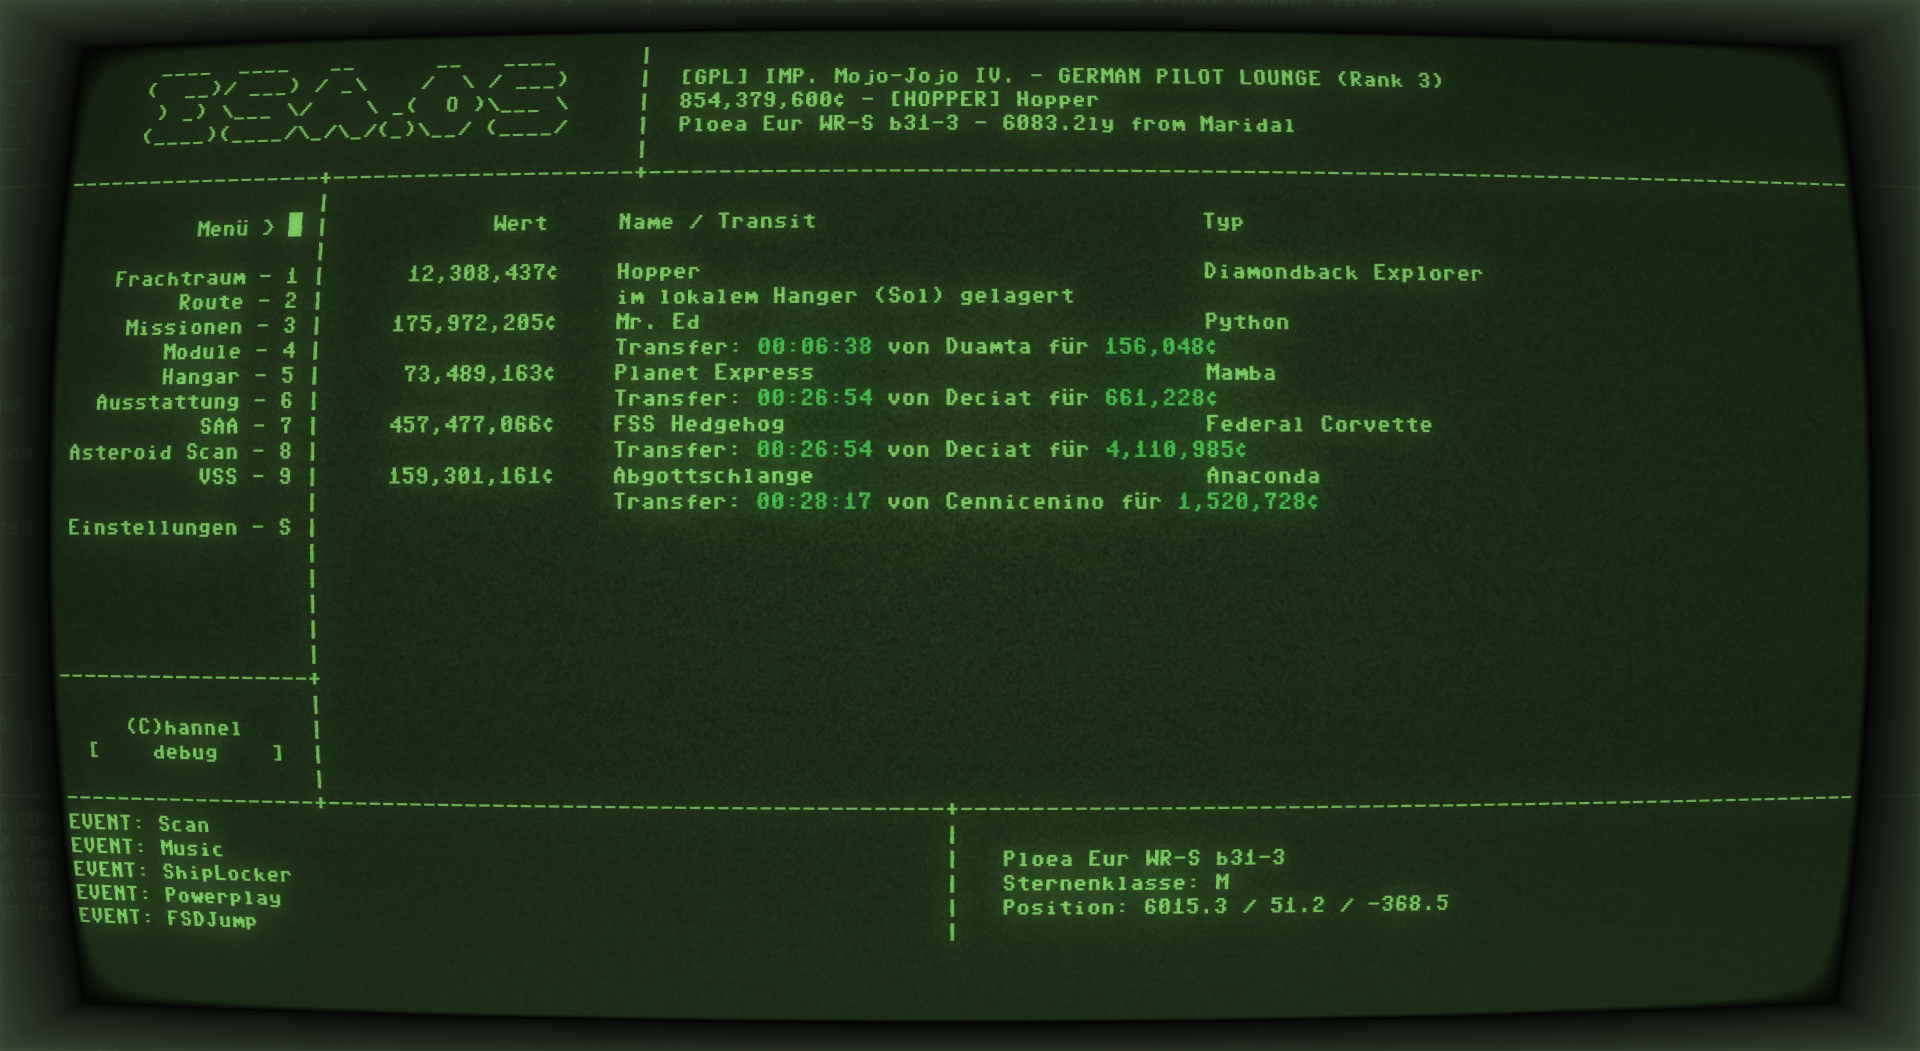 [GPL] IMP. Mojo-Jojo IV. - GERMAN PILOT LOUNGE (Rank 3)
854,379,600¢ - [HOPPER] Hopper
Ploea Eur WR-S b31-3 - 6083.2ly from Maridal
Menü >
Frachtraum - 1
Route - 2
Missionen - 3
Module - 4
Hangar - 5
Ausstattung - 6
SAA - 7
Asteroid Scan - 8
VSS - 9
Einstellungen - S
(C)hannel
[ debug ]
Wert Name / Transit Typ
12,308,437¢ Hopper Diamondback Explorer
im lokalem Hanger (Sol) gelagert
175,972,205¢ Mr. Ed Python
Transfer: 00:06:38 von Duamta für 156,048¢
73,489,163¢ Planet Express Mamba
Transfer: 00:26:54 von Deciat für 661,228¢
457,477,066¢ FSS Hedgehog Federal Corvette
Transfer: 00:26:54 von Deciat für 4,110,985¢
159,301,161¢ Abgottschlange Anaconda
Transfer: 00:28:17 von Cennicenino für 1,520,728¢
EVENT: Scan
EVENT: Music
EVENT: ShipLocker
EVENT: Powerplay
EVENT: FSDJump
Ploea Eur WR-S b31-3
Sternenklasse: M
Position: 6015.3 / 51.2 / -368.5